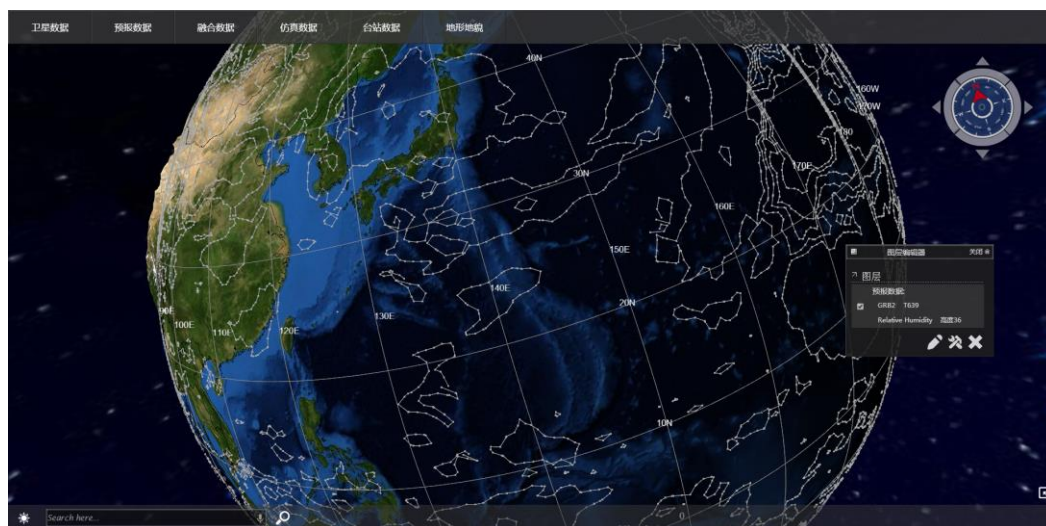 卫星数据 预报数据 融合数据 仿真数据 台站数据 地形地貌
40N
160W
170W
180
170E
30N
160E
150E
图层编辑器 关闭
图层
140E
20N
预报数据:
GRB2 T639
Relative Humidity 高度36
90E
100E
110E
120E
130E
10N
0
Search here...